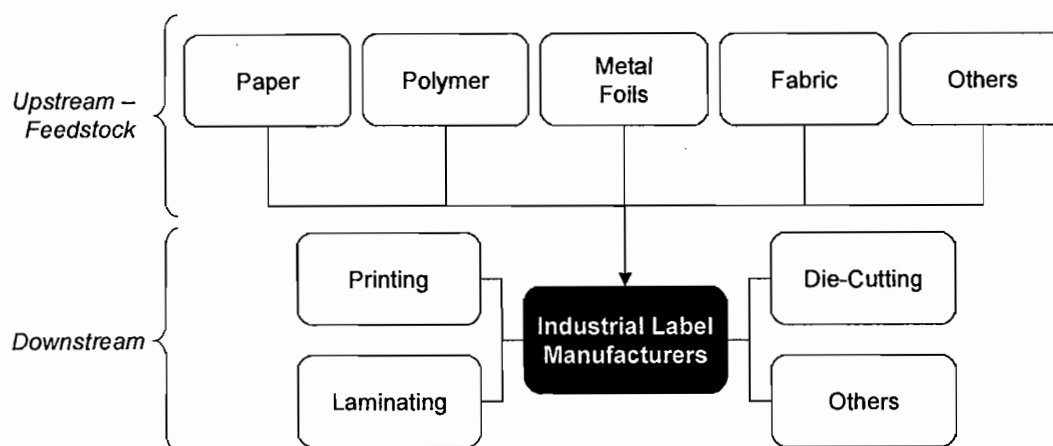 Upstream –
Feedstock
Paper
Polymer
Metal
Foils
Fabric
Others
Downstream
Printing
Laminating
Industrial Label
Manufacturers
Die-Cutting
Others